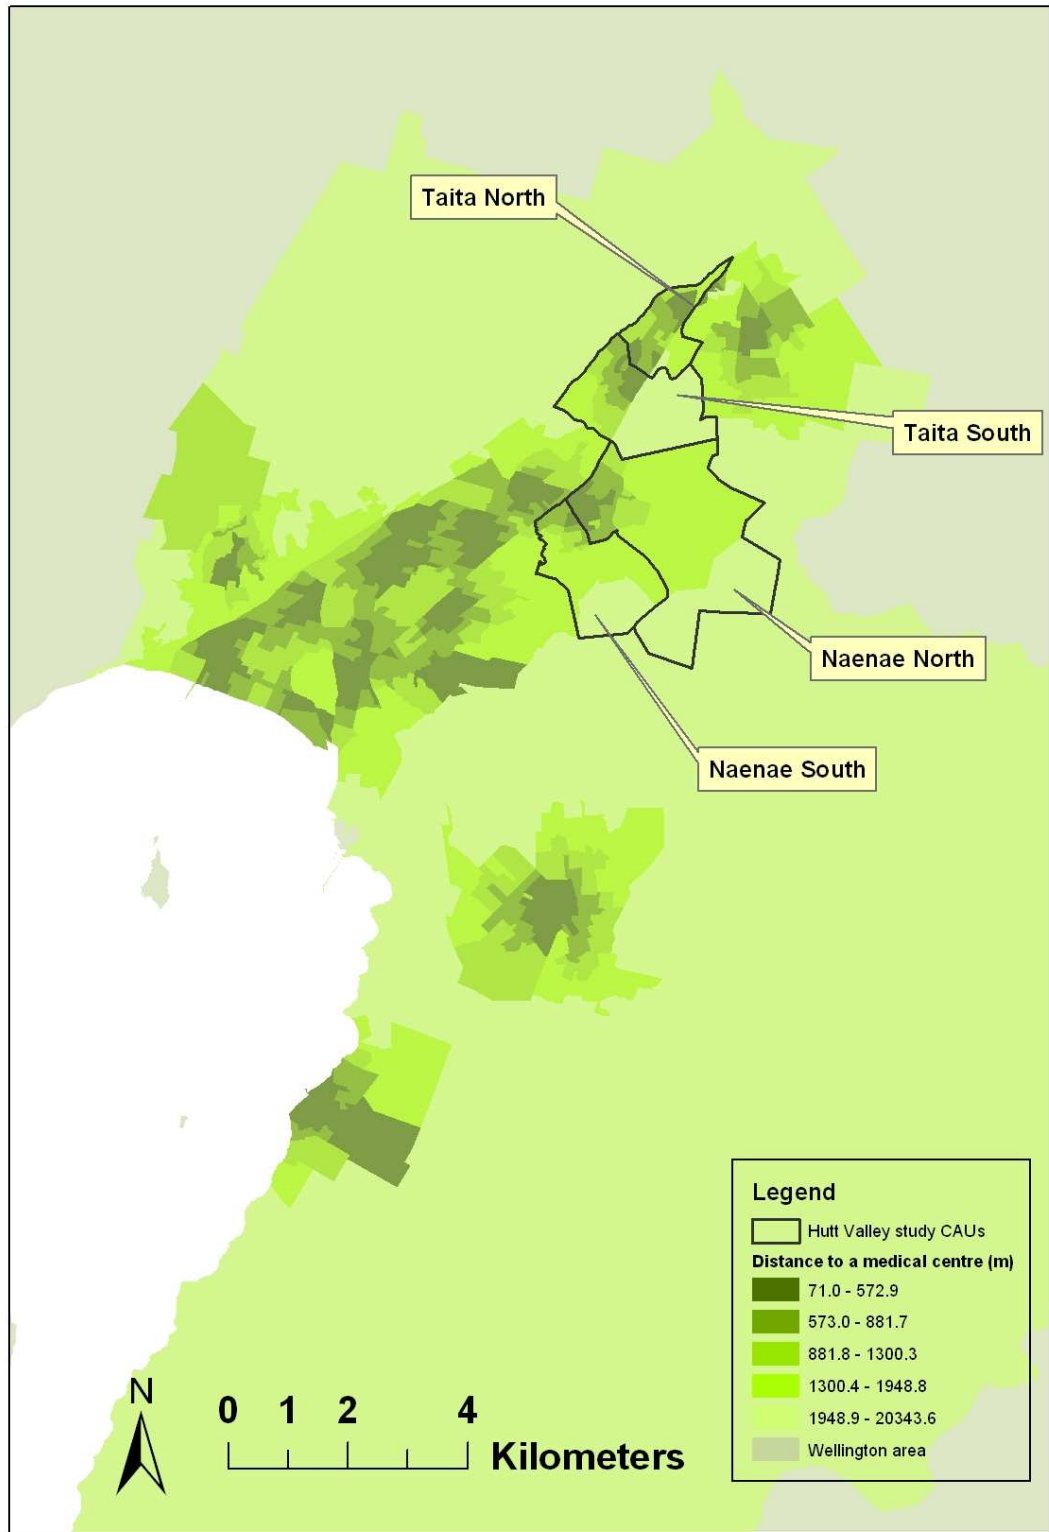 Taita North
Taita South
Naenae North
Naenae South
Legend
Hutt Valley study CAUs
Distance to a medical centre (m)
71.0 - 572.9
573.0 - 881.7
881.8 - 1300.3
1300.4 - 1948.8
1948.9 - 20343.6
Wellington area
N
0 1 2 4
Kilometers